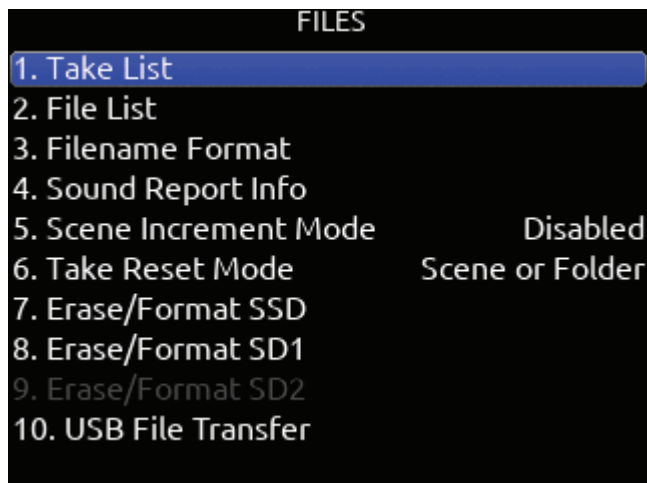 FILES
1. Take List
2. File List
3. Filename Format
4. Sound Report Info
5. Scene Increment Mode Disabled
6. Take Reset Mode Scene or Folder
7. Erase/Format SSD
8. Erase/Format SD1
9. Erase/Format SD2
10. USB File Transfer